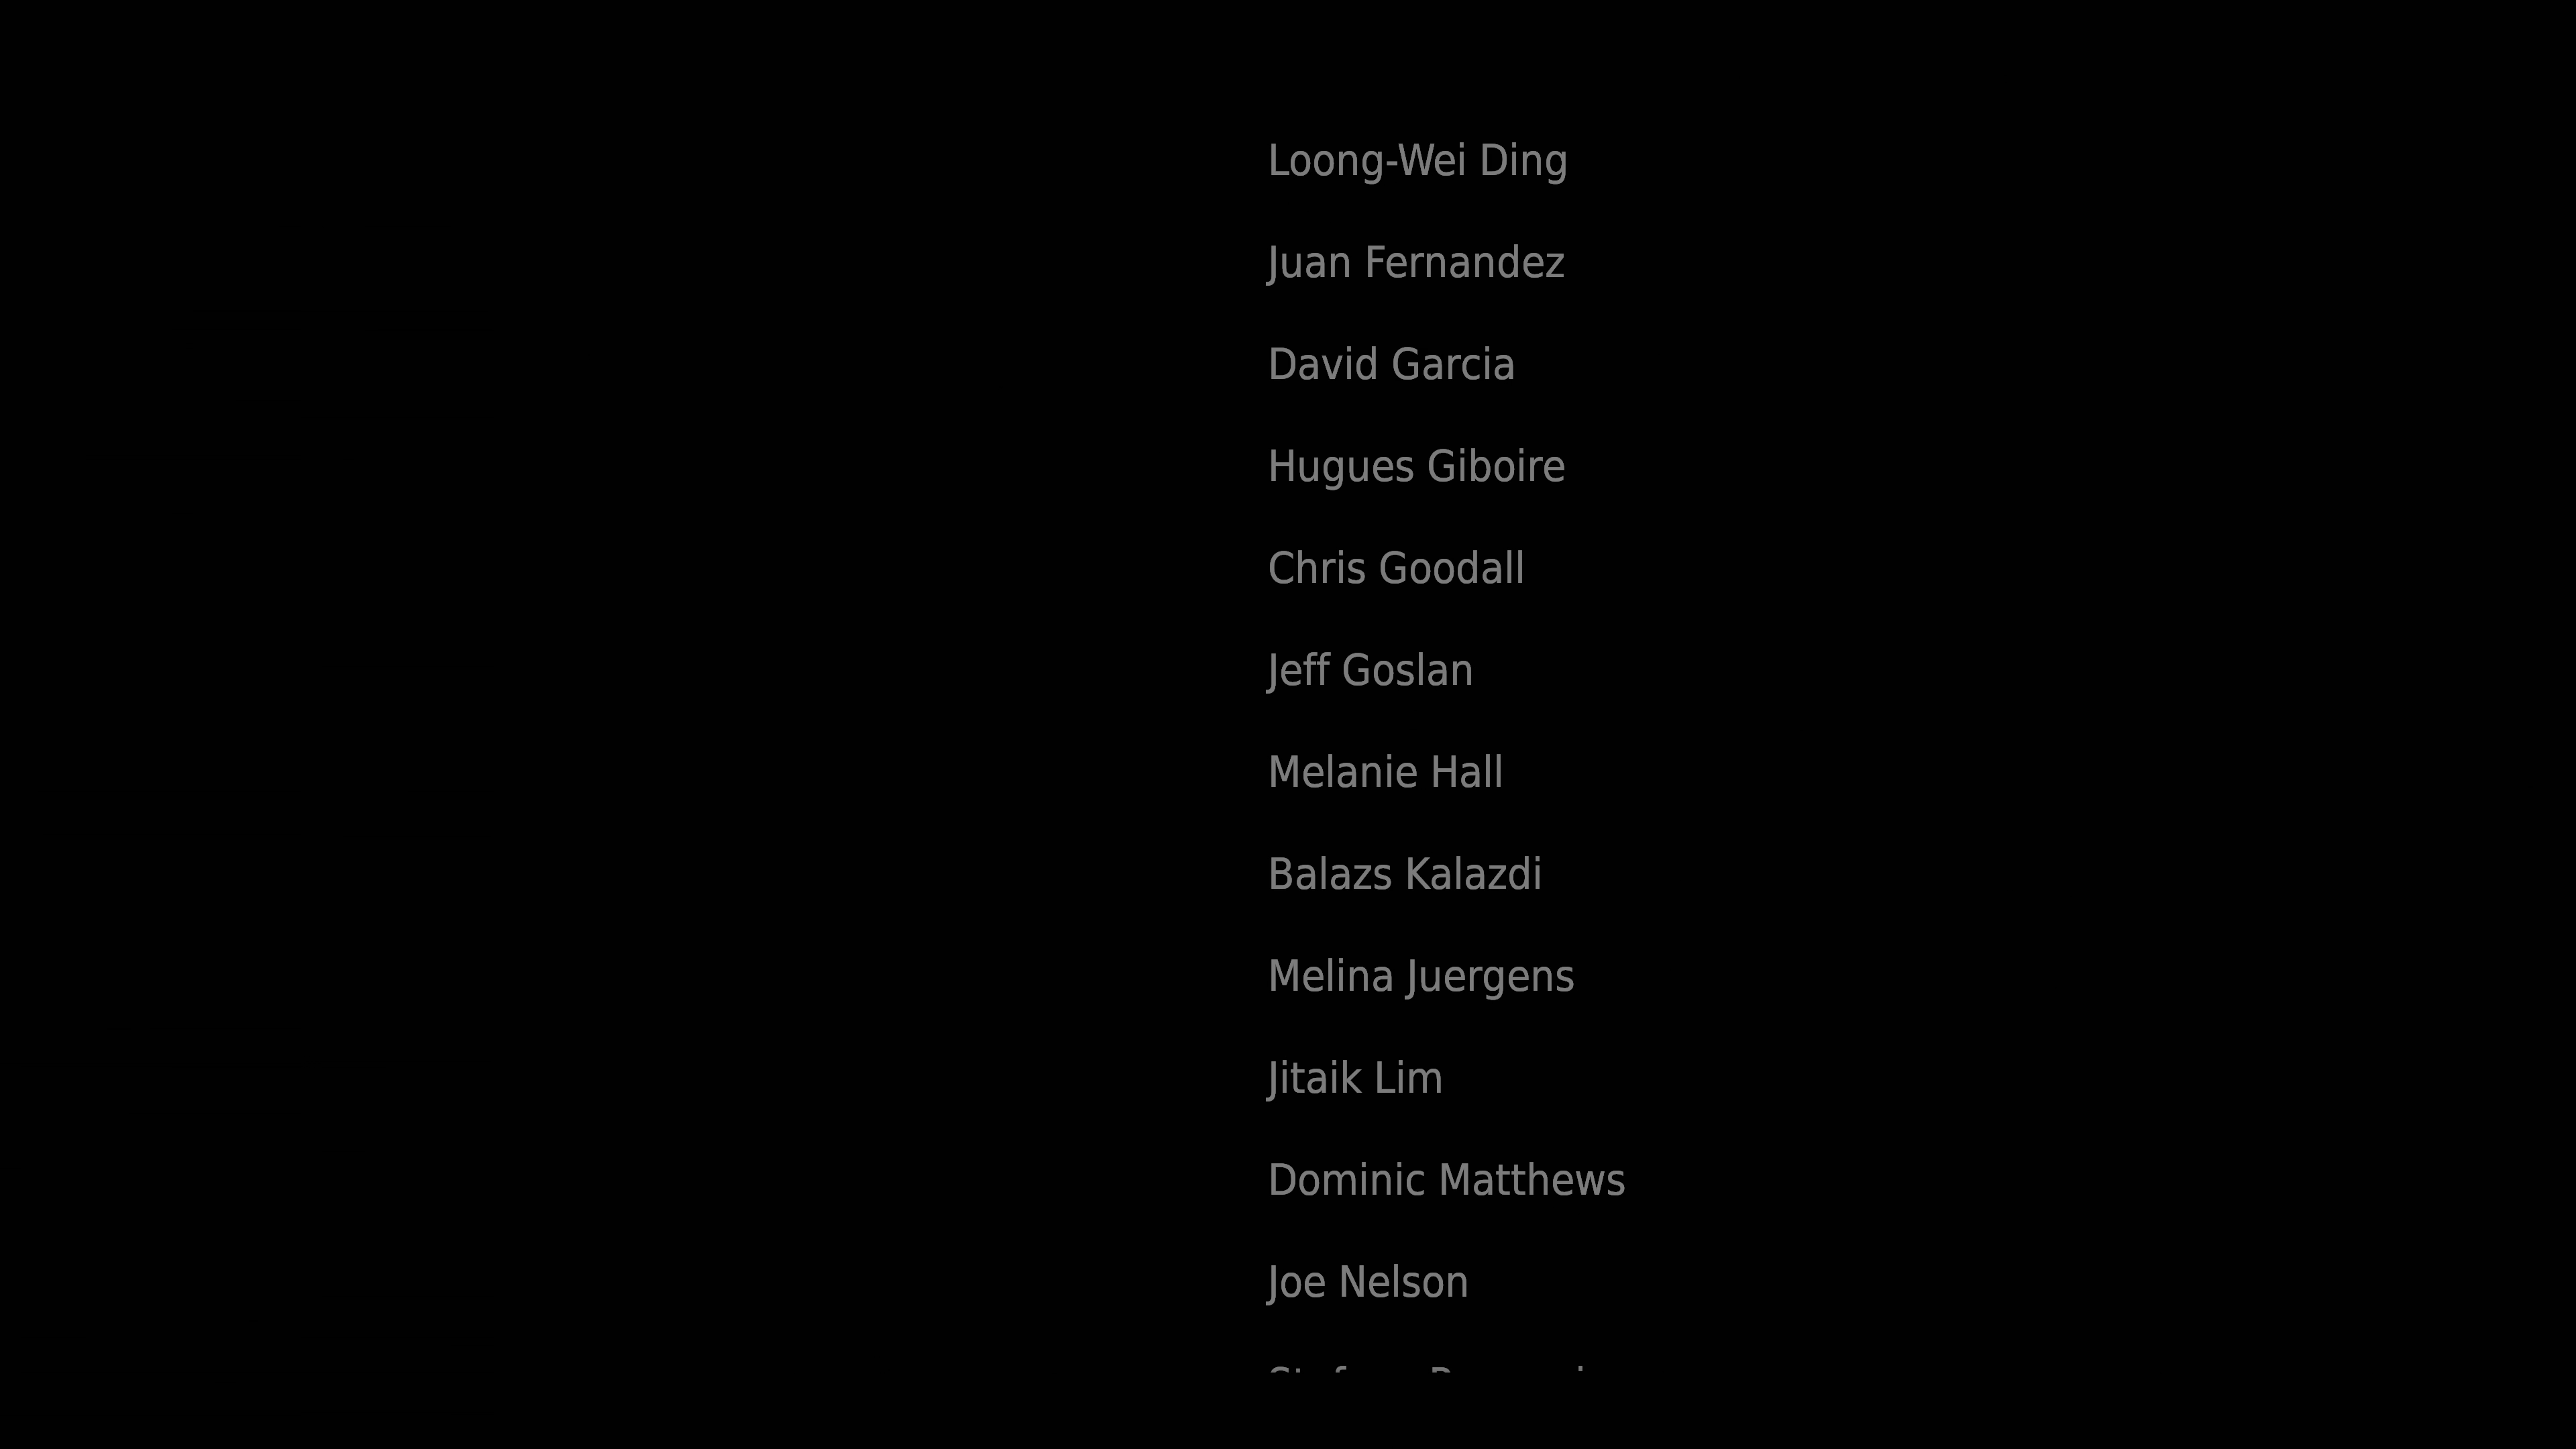 Loong-Wei Ding
Juan Fernandez
David Garcia
Hugues Giboire
Chris Goodall
Jeff Goslan
Melanie Hall
Balazs Kalazdi
Melina Juergens
Jitaik Lim
Dominic Matthews
Joe Nelson